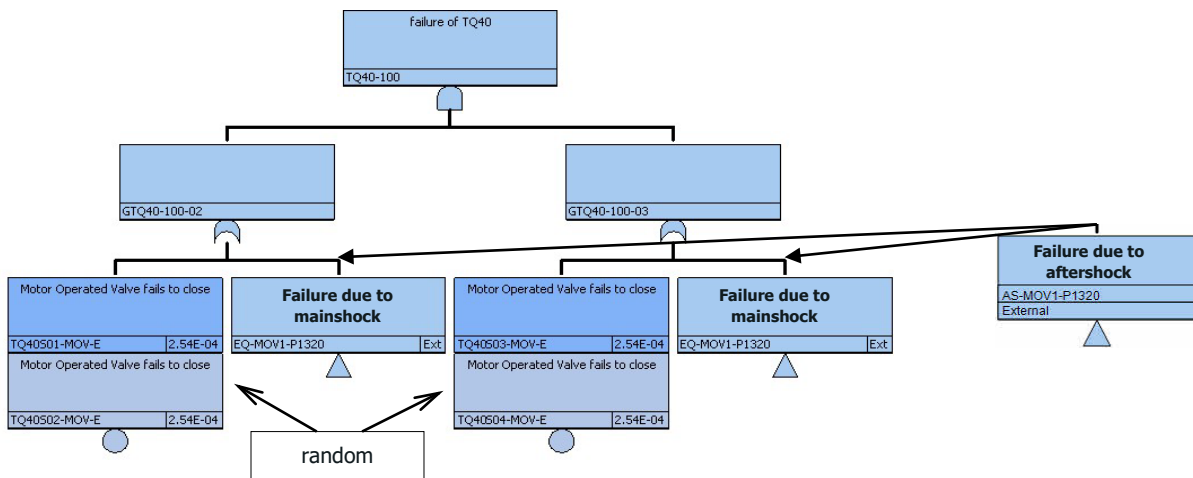 failure of TQ40
TQ40-100
GTQ40-100-02
GTQ40-100-03
Failure due to
aftershock
AS-MOV1-P1320
External
Motor Operated Valve fails to close
TQ40S01-MOV-E 2.54E-04
Motor Operated Valve fails to close
TQ40S02-MOV-E 2.54E-04
Failure due to
mainshock
EQ-MOV1-P1320 Ext
Motor Operated Valve fails to close
TQ40S03-MOV-E 2.54E-04
Motor Operated Valve fails to close
TQ40S04-MOV-E 2.54E-04
Failure due to
mainshock
EQ-MOV1-P1320 Ext
random